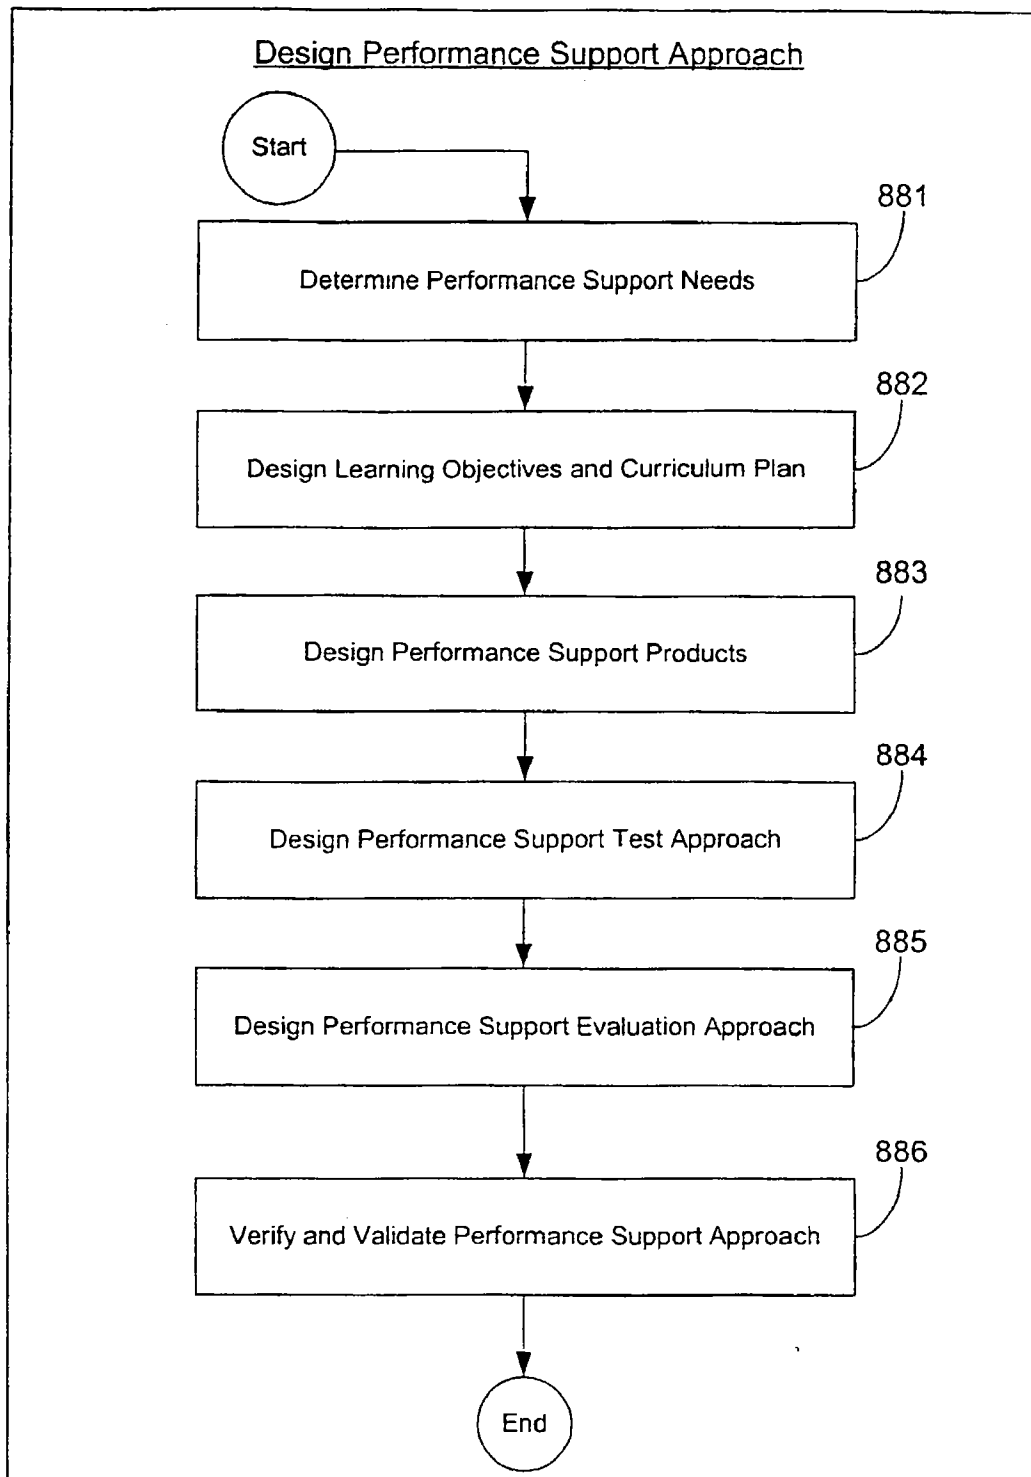 Design Performance Support Approach
Start
881
Determine Performance Support Needs
882
Design Learning Objectives and Curriculum Plan
883
Design Performance Support Products
884
Design Performance Support Test Approach
885
Design Performance Support Evaluation Approach
886
Verify and Validate Performance Support Approach
End